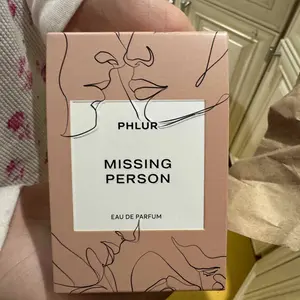 PHLUR
MISSING
PERSON
EAU DE PARFUM